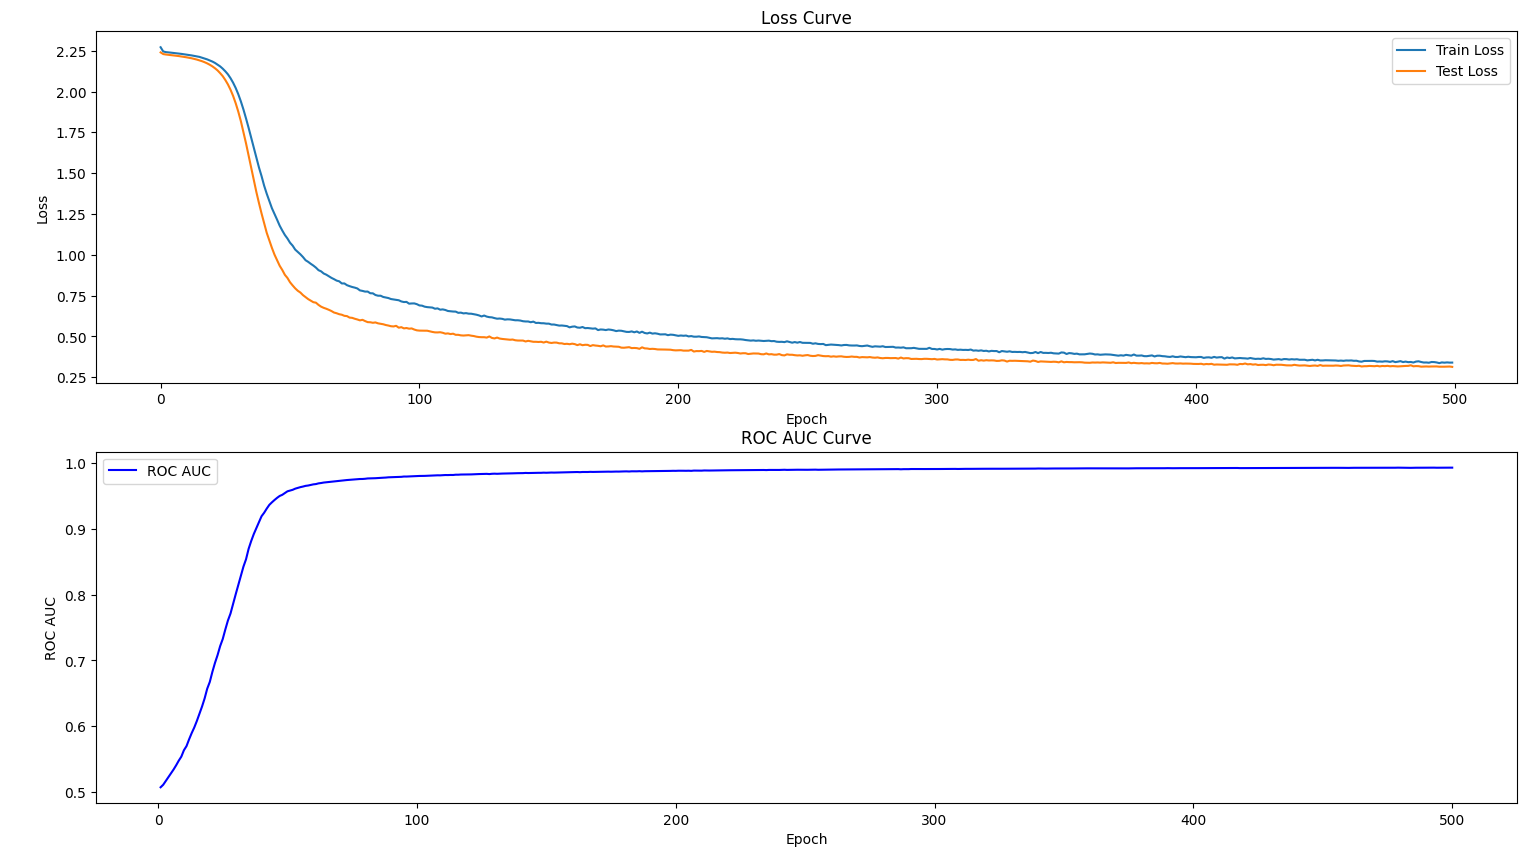 Loss Curve
Train Loss
Test Loss
2.25
2.00
1.75
1.50
1.25
1.00
0.75
0.50
0.25
Loss
0 100 200 300 400 500
Epoch
ROC AUC Curve
ROC AUC
1.0
0.9
0.8
0.7
0.6
0.5
ROC AUC
0 100 200 300 400 500
Epoch